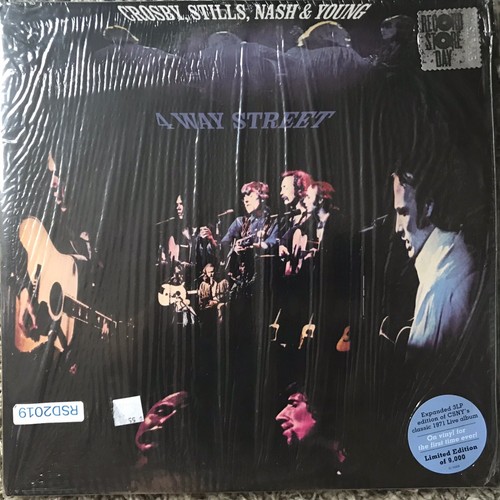 CROSBY, STILLS, NASH & YOUNG
RECORD
STORE
DAY
4 WAY STREET
RSD2019
Expanded 3LP
edition of CSNY's
classic 1971 Live album
On vinyl for
the first time ever!
Limited Edition
of 8,000